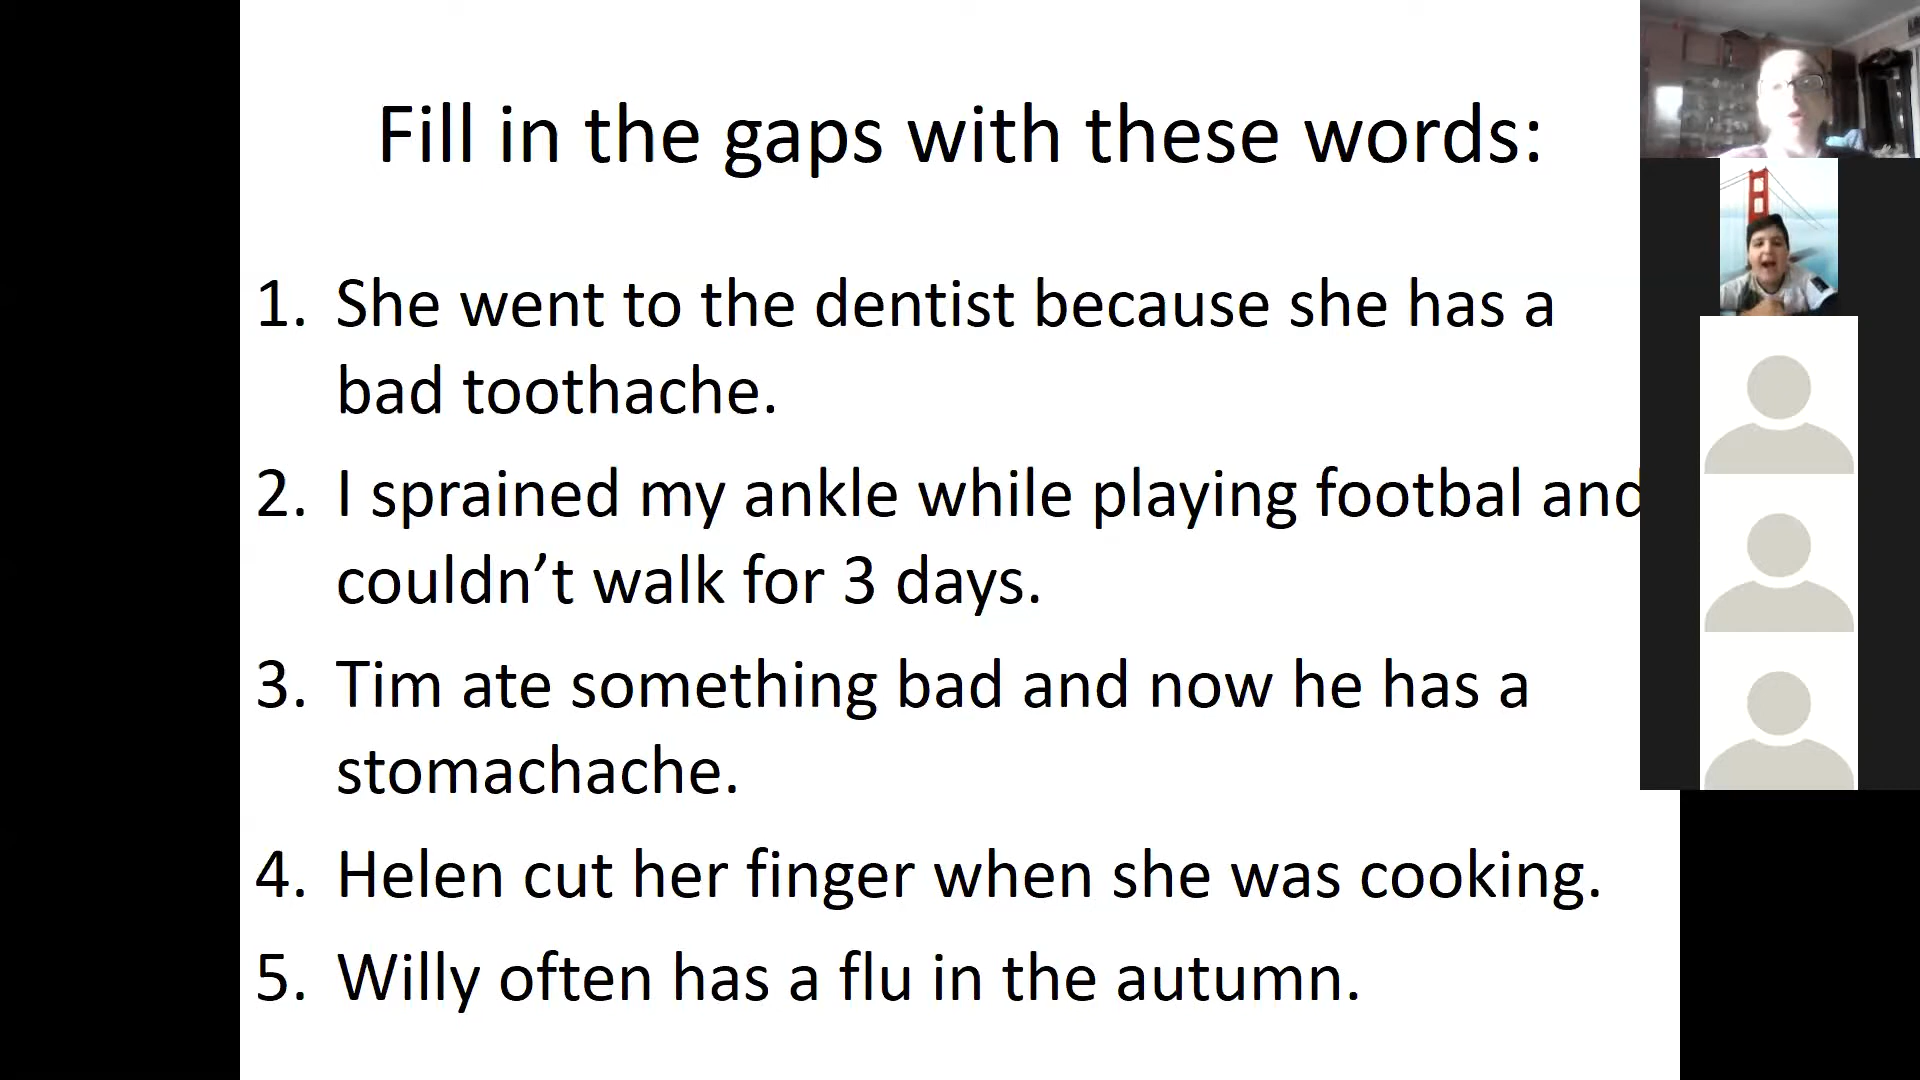 Fill in the gaps with these words:
1. She went to the dentist because she has a
bad toothache.
2. I sprained my ankle while playing footbal and
couldn’t walk for 3 days.
3. Tim ate something bad and now he has a
stomachache.
4. Helen cut her finger when she was cooking.
5. Willy often has a flu in the autumn.